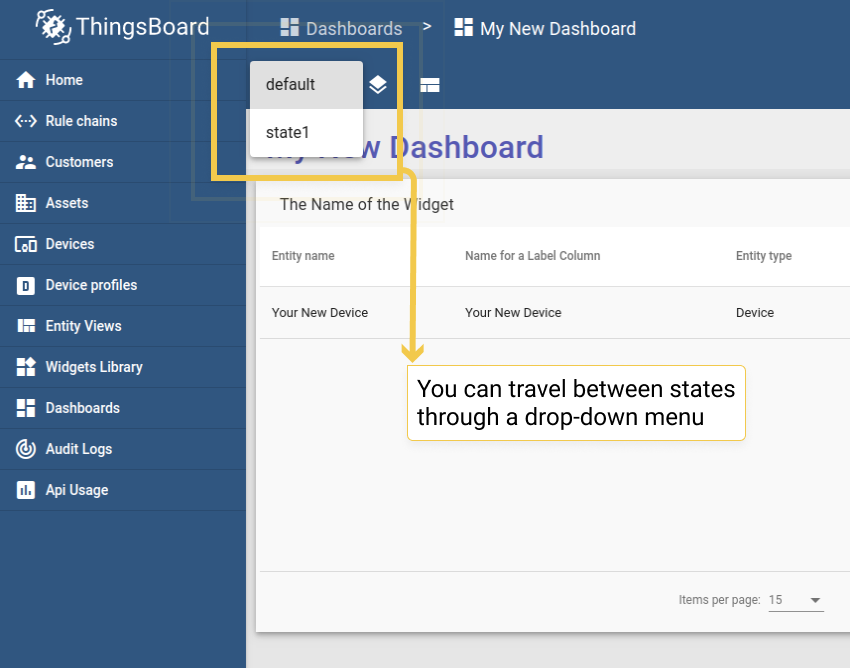 ThingsBoard
Dashboards > My New Dashboard
Home
Rule chains
Customers
Assets
Devices
Device profiles
Entity Views
Widgets Library
Dashboards
Audit Logs
Api Usage
default
state1
My New Dashboard
The Name of the Widget
Entity name Name for a Label Column Entity type
Your New Device Your New Device Device
You can travel between states
through a drop-down menu
Items per page: 15